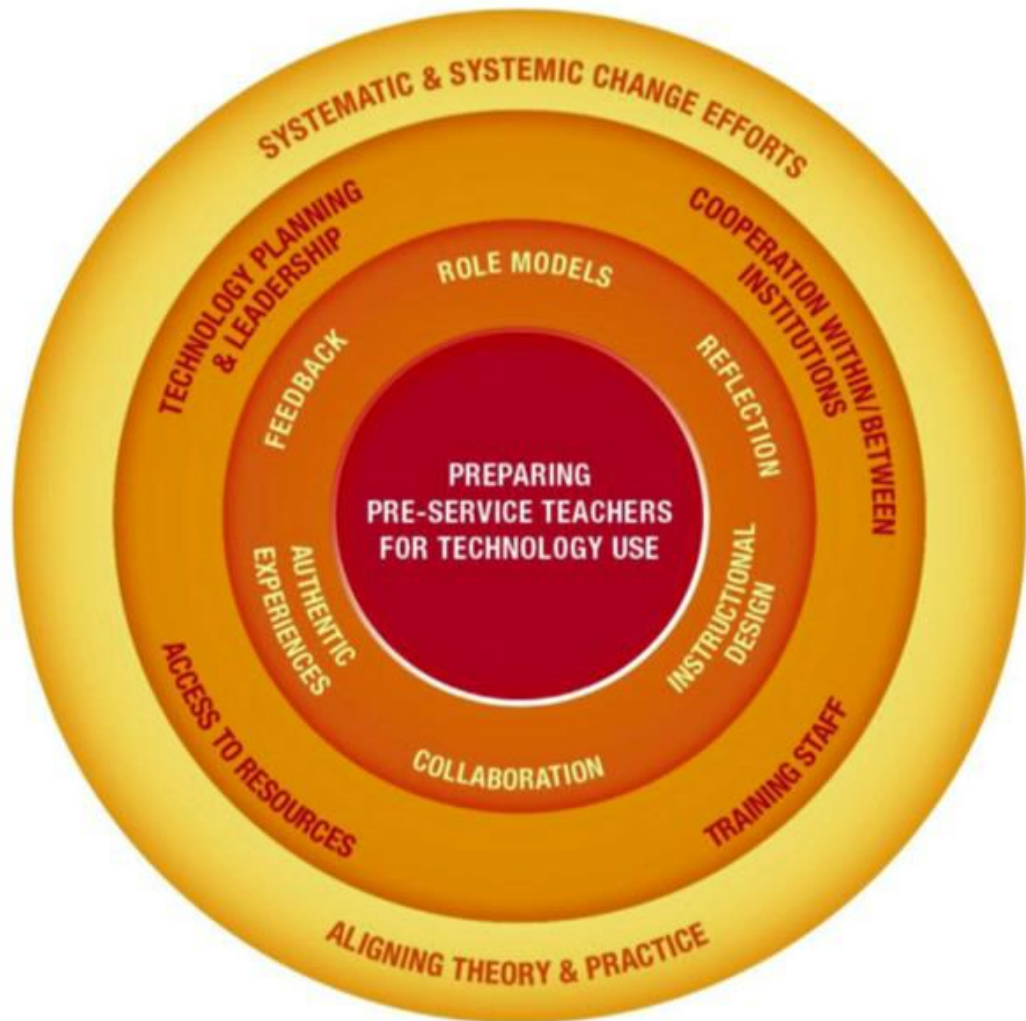 SYSTEMATIC & SYSTEMIC CHANGE EFFORTS
TECHNOLOGY PLANNING
& LEADERSHIP
COOPERATION WITHIN/BETWEEN
INSTITUTIONS
ROLE MODELS
FEEDBACK
REFLECTION
PREPARING
PRE-SERVICE TEACHERS
FOR TECHNOLOGY USE
AUTHENTIC
EXPERIENCES
INSTRUCTIONAL
DESIGN
COLLABORATION
ACCESS TO RESOURCES
TRAINING STAFF
ALIGNING THEORY & PRACTICE